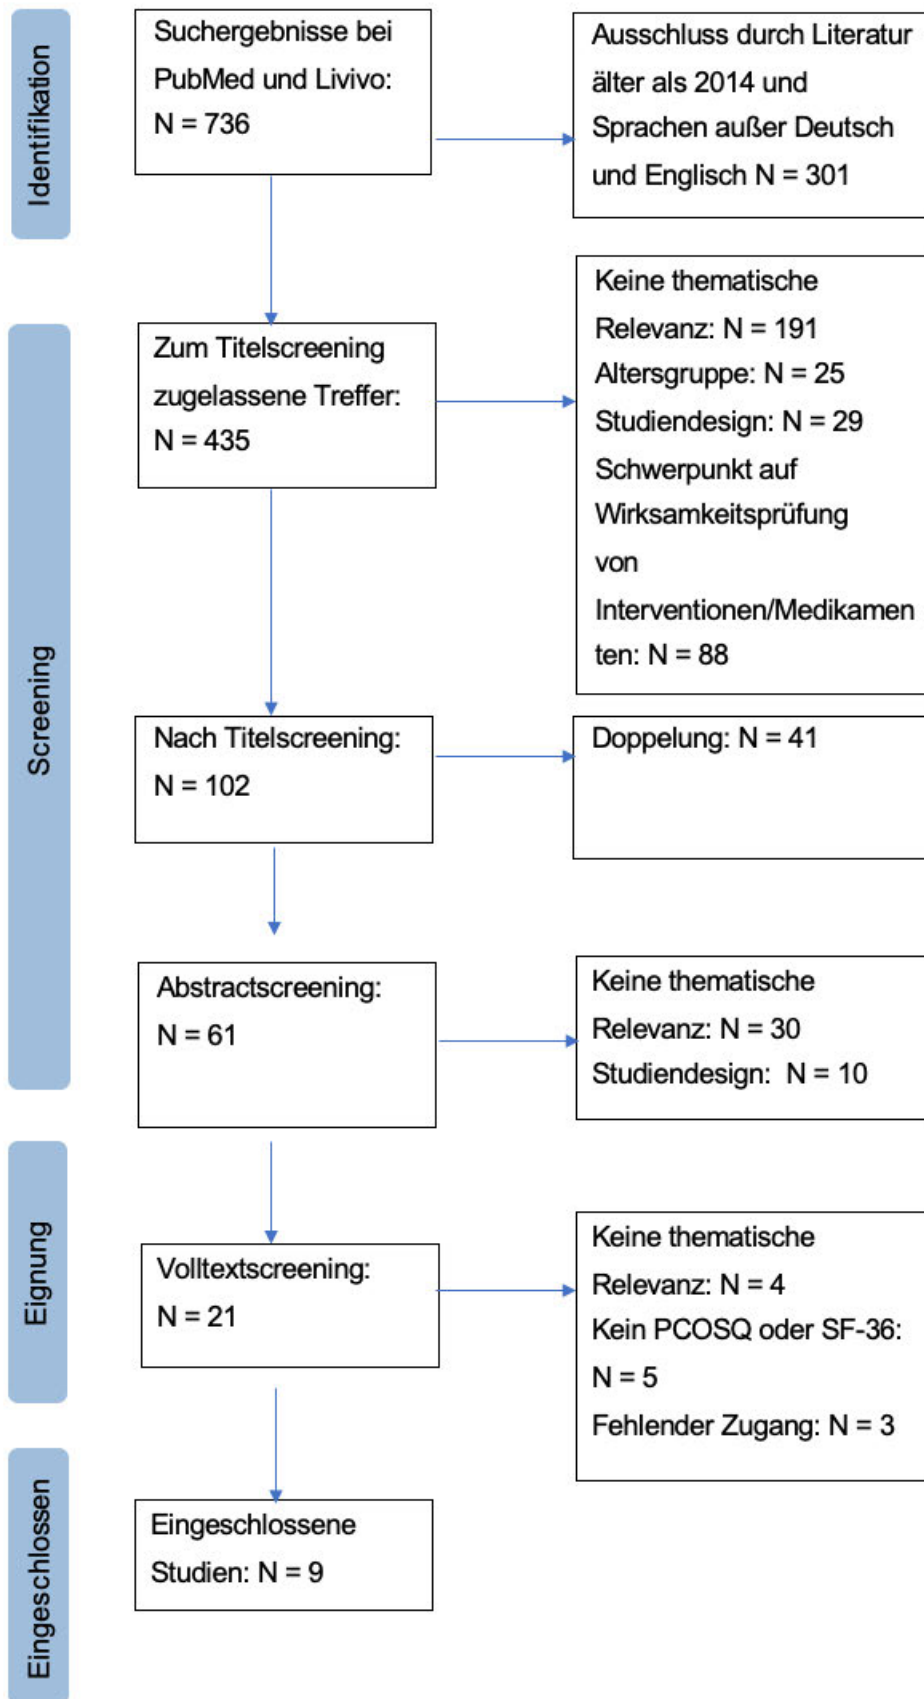 Identifikation
Suchergebnisse bei
PubMed und Livivo:
N = 736
Ausschluss durch Literatur
älter als 2014 und
Sprachen außer Deutsch
und Englisch N = 301
Screening
Zum Titelscreening
zugelassene Treffer:
N = 435
Keine thematische
Relevanz: N = 191
Altersgruppe: N = 25
Studiendesign: N = 29
Schwerpunkt auf
Wirksamkeitsprüfung
von
Interventionen/Medikamen
ten: N = 88
Nach Titelscreening:
N = 102
Doppelung: N = 41
Abstractscreening:
N = 61
Keine thematische
Relevanz: N = 30
Studiendesign:  N = 10
Eignung
Volltextscreening:
N = 21
Keine thematische
Relevanz: N = 4
Kein PCOSQ oder SF-36:
N = 5
Fehlender Zugang: N = 3
Eingeschlossen
Eingeschlossene
Studien: N = 9